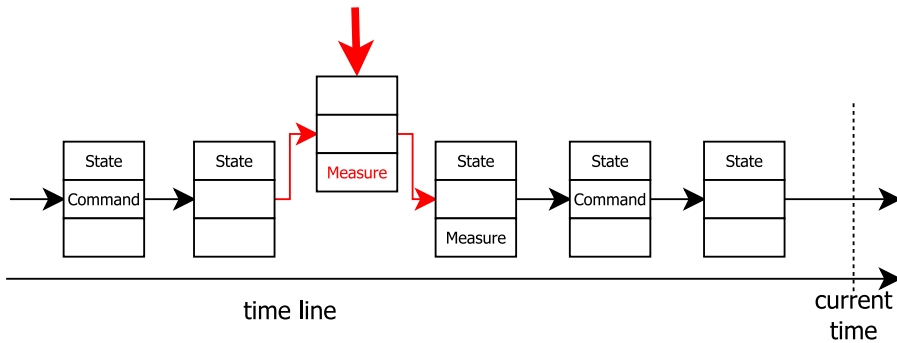 State
Command
State
Measure
State
Measure
State
Command
State
time line
current
time